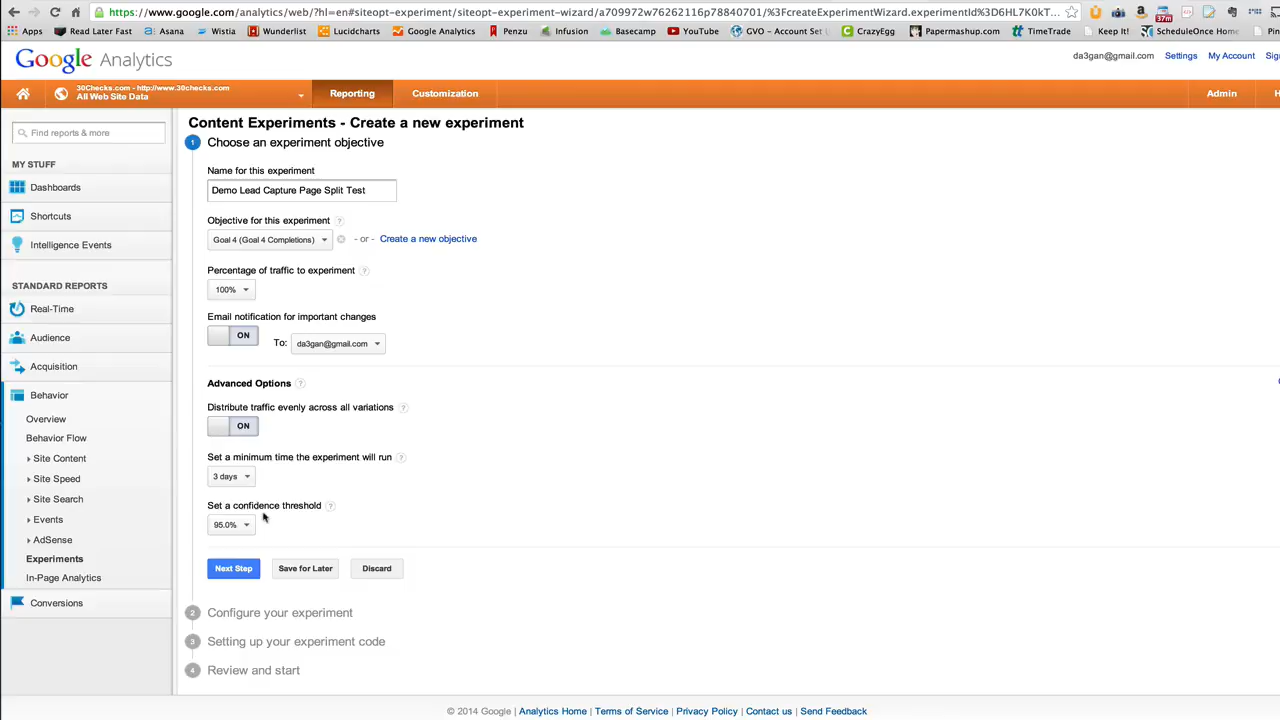 https://www.google.com/analytics/web/?hl=en#siteopt-experiment/siteopt-experiment-wizard/a709972w76262116p78840701/%3FcreateExperimentWizard.experimentId%3D6HL7K0kT...
Apps Read Later Fast Asana Wistia Wunderlist Lucidcharts Google Analytics Penzu Infusion Basecamp YouTube GVO - Account Set CrazyEgg Papermashup.com TimeTrade Keep It! ScheduleOnce Home Pin
37m
Google Analytics
da3gan@gmail.com Settings My Account Sig
30Checks.com - http://www.30checks.com
All Web Site Data
Reporting Customization Admin H
Find reports & more
MY STUFF
Dashboards
Shortcuts
Intelligence Events
STANDARD REPORTS
Real-Time
Audience
Acquisition
Behavior
Overview
Behavior Flow
Site Content
Site Speed
Site Search
Events
AdSense
Experiments
In-Page Analytics
Conversions
Content Experiments - Create a new experiment
1 Choose an experiment objective
Name for this experiment
Demo Lead Capture Page Split Test
Objective for this experiment ?
Goal 4 (Goal 4 Completions) - or - Create a new objective
Percentage of traffic to experiment ?
100%
Email notification for important changes
ON To: da3gan@gmail.com
Advanced Options ?
Distribute traffic evenly across all variations ?
ON
Set a minimum time the experiment will run ?
3 days
Set a confidence threshold ?
95.0%
Next Step Save for Later Discard
2 Configure your experiment
3 Setting up your experiment code
4 Review and start
© 2014 Google | Analytics Home | Terms of Service | Privacy Policy | Contact us | Send Feedback